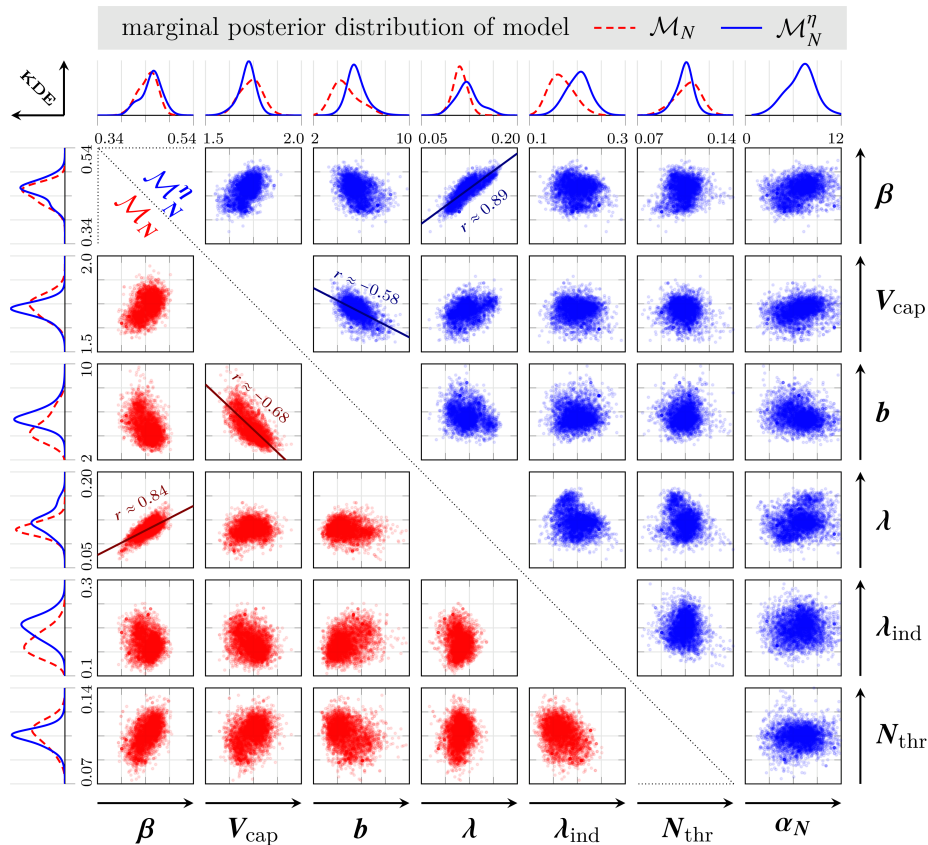 marginal posterior distribution of model --- M_N — M_N^η
KDE
0.34 0.54 1.5 2.0 2 10 0.05 0.20 0.1 0.3 0.07 0.14 0 12
0.54
0.34
M_N^η
M_N
r ≈ 0.89
β
2.0
1.5
r ≈ −0.58
V_cap
10
2
r ≈ −0.68
b
0.20
0.05
r ≈ 0.84
λ
0.3
0.1
λ_ind
0.14
0.07
N_thr
β V_cap b λ λ_ind N_thr α_N